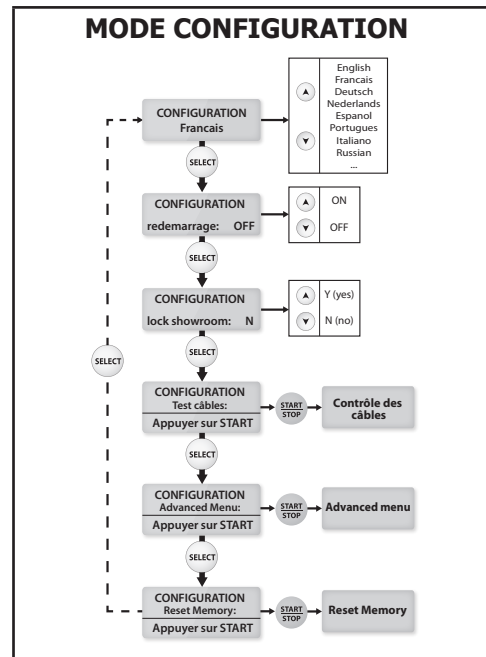 MODE CONFIGURATION
CONFIGURATION
Francais
English
Francais
Deutsch
Nederlands
Espanol
Portugues
Italiano
Russian
...
SELECT
CONFIGURATION
redemarrage: OFF
ON
OFF
SELECT
CONFIGURATION
lock showroom: N
Y (yes)
N (no)
SELECT
SELECT
CONFIGURATION
Test câbles:
Appuyer sur START
START
STOP
Contrôle des
câbles
SELECT
CONFIGURATION
Advanced Menu:
Appuyer sur START
START
STOP
Advanced menu
SELECT
CONFIGURATION
Reset Memory:
Appuyer sur START
START
STOP
Reset Memory